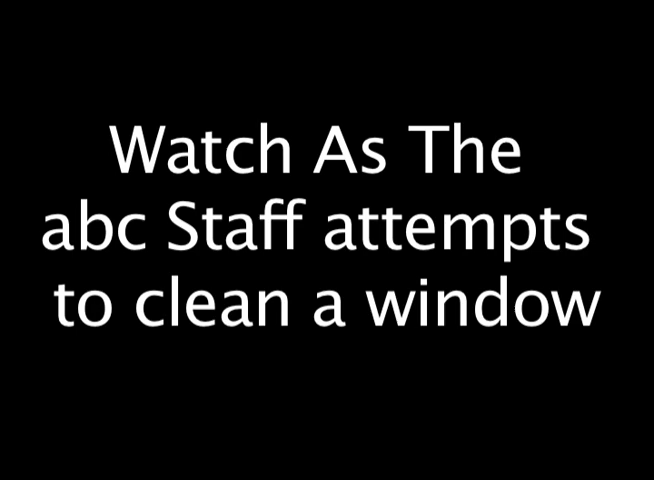 Watch As The
abc Staff attempts
to clean a window